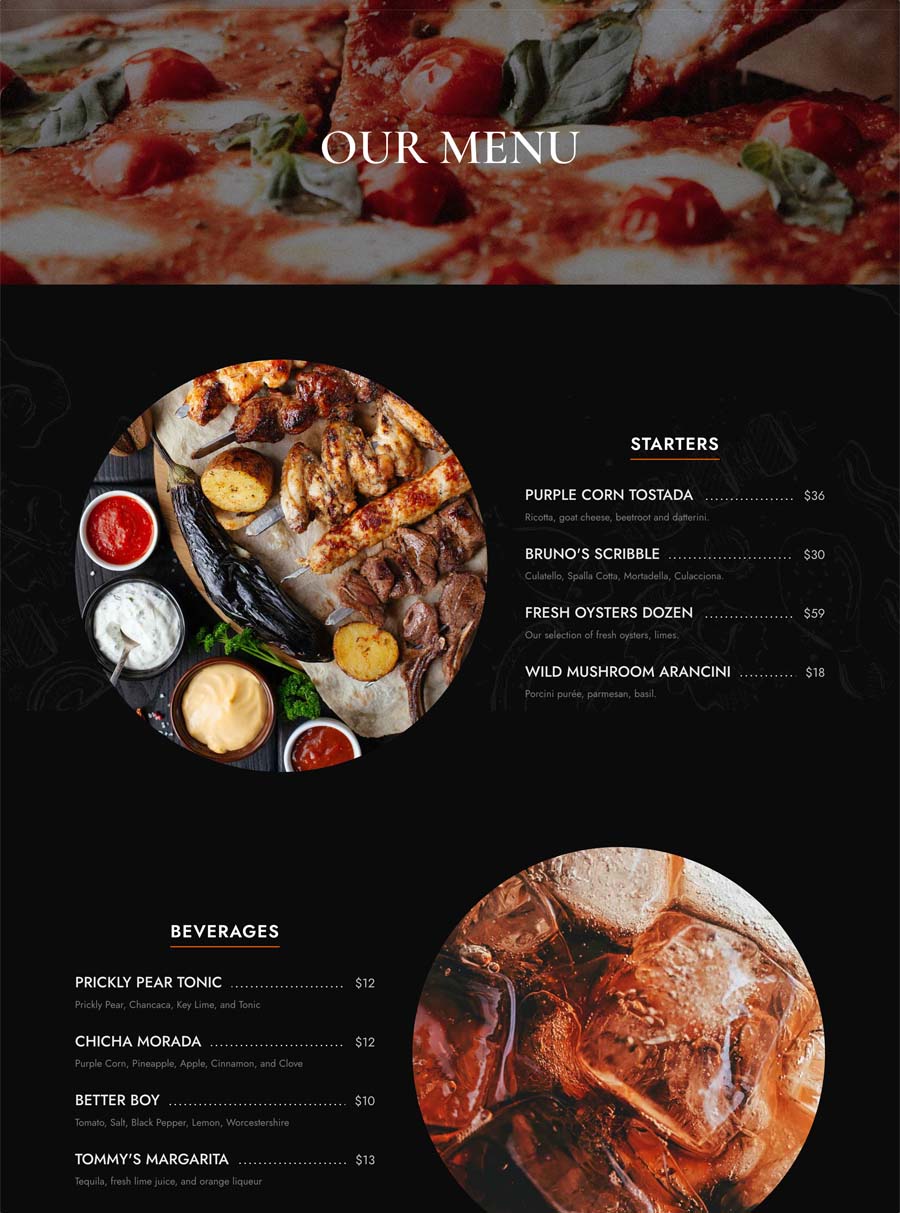 OUR MENU
STARTERS
PURPLE CORN TOSTADA .................. $36
Ricotta, goat cheese, beetroot and datterini.
BRUNO'S SCRIBBLE ......................... $30
Culatello, Spalla Cotta, Mortadella, Culacciona.
FRESH OYSTERS DOZEN .................. $59
Our selection of fresh oysters, limes.
WILD MUSHROOM ARANCINI ........... $18
Porcini purée, parmesan, basil.
BEVERAGES
PRICKLY PEAR TONIC ....................... $12
Prickly Pear, Chancaca, Key Lime, and Tonic
CHICHA MORADA ........................... $12
Purple Corn, Pineapple, Apple, Cinnamon, and Clove
BETTER BOY .................................... $10
Tomato, Salt, Black Pepper, Lemon, Worcestershire
TOMMY'S MARGARITA ...................... $13
Tequila, fresh lime juice, and orange liqueur